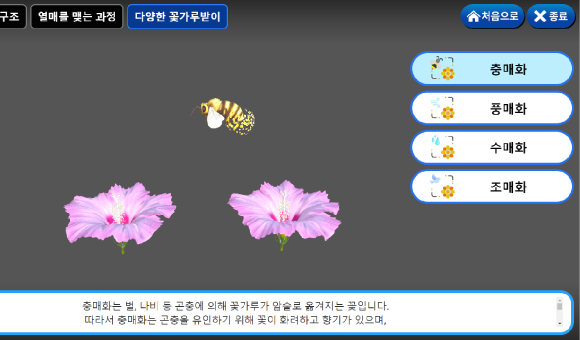 구조
열매를 맺는 과정
다양한 꽃가루받이
처음으로
종료
충매화
풍매화
수매화
조매화
충매화는 벌, 나비 등 곤충에 의해 꽃가루가 암술로 옮겨지는 꽃입니다.
따라서 충매화는 곤충을 유인하기 위해 꽃이 화려하고 향기가 있으며,